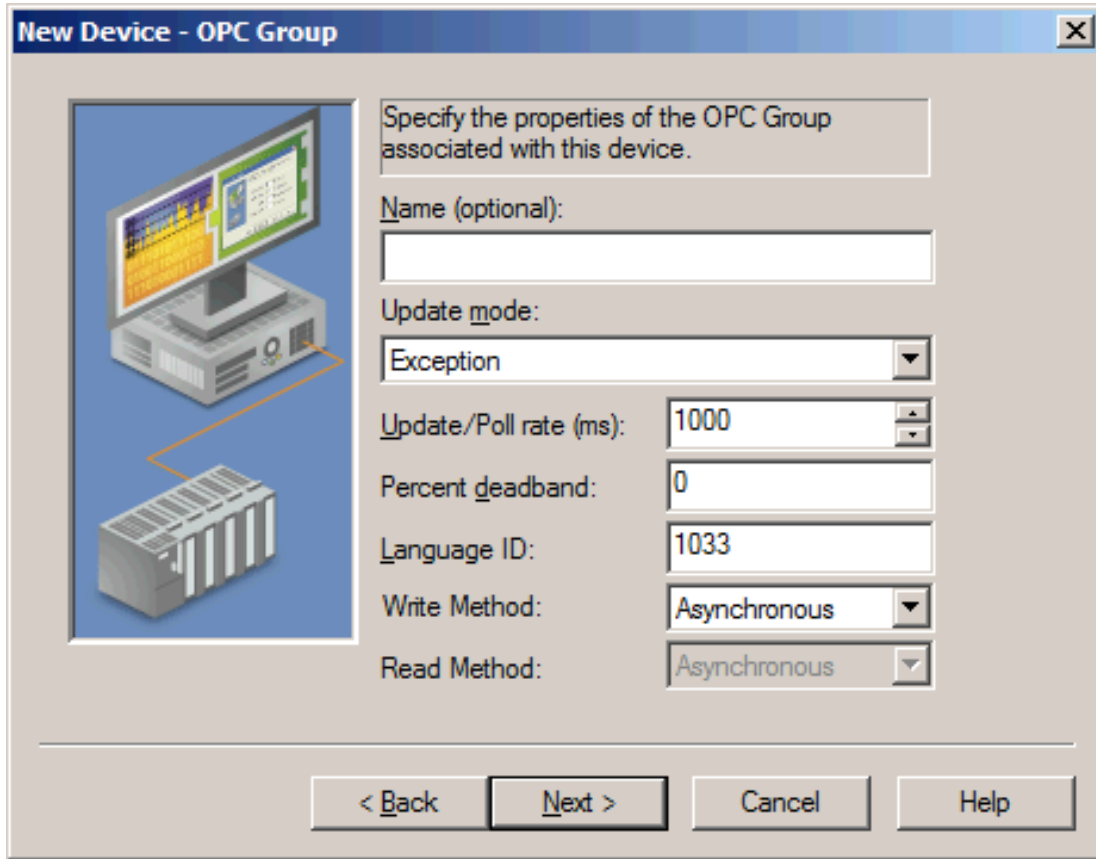 New Device - OPC Group
Specify the properties of the OPC Group
associated with this device.
Name (optional):
Update mode:
Exception
Update/Poll rate (ms): 1000
Percent deadband: 0
Language ID: 1033
Write Method: Asynchronous
Read Method: Asynchronous
< Back Next > Cancel Help